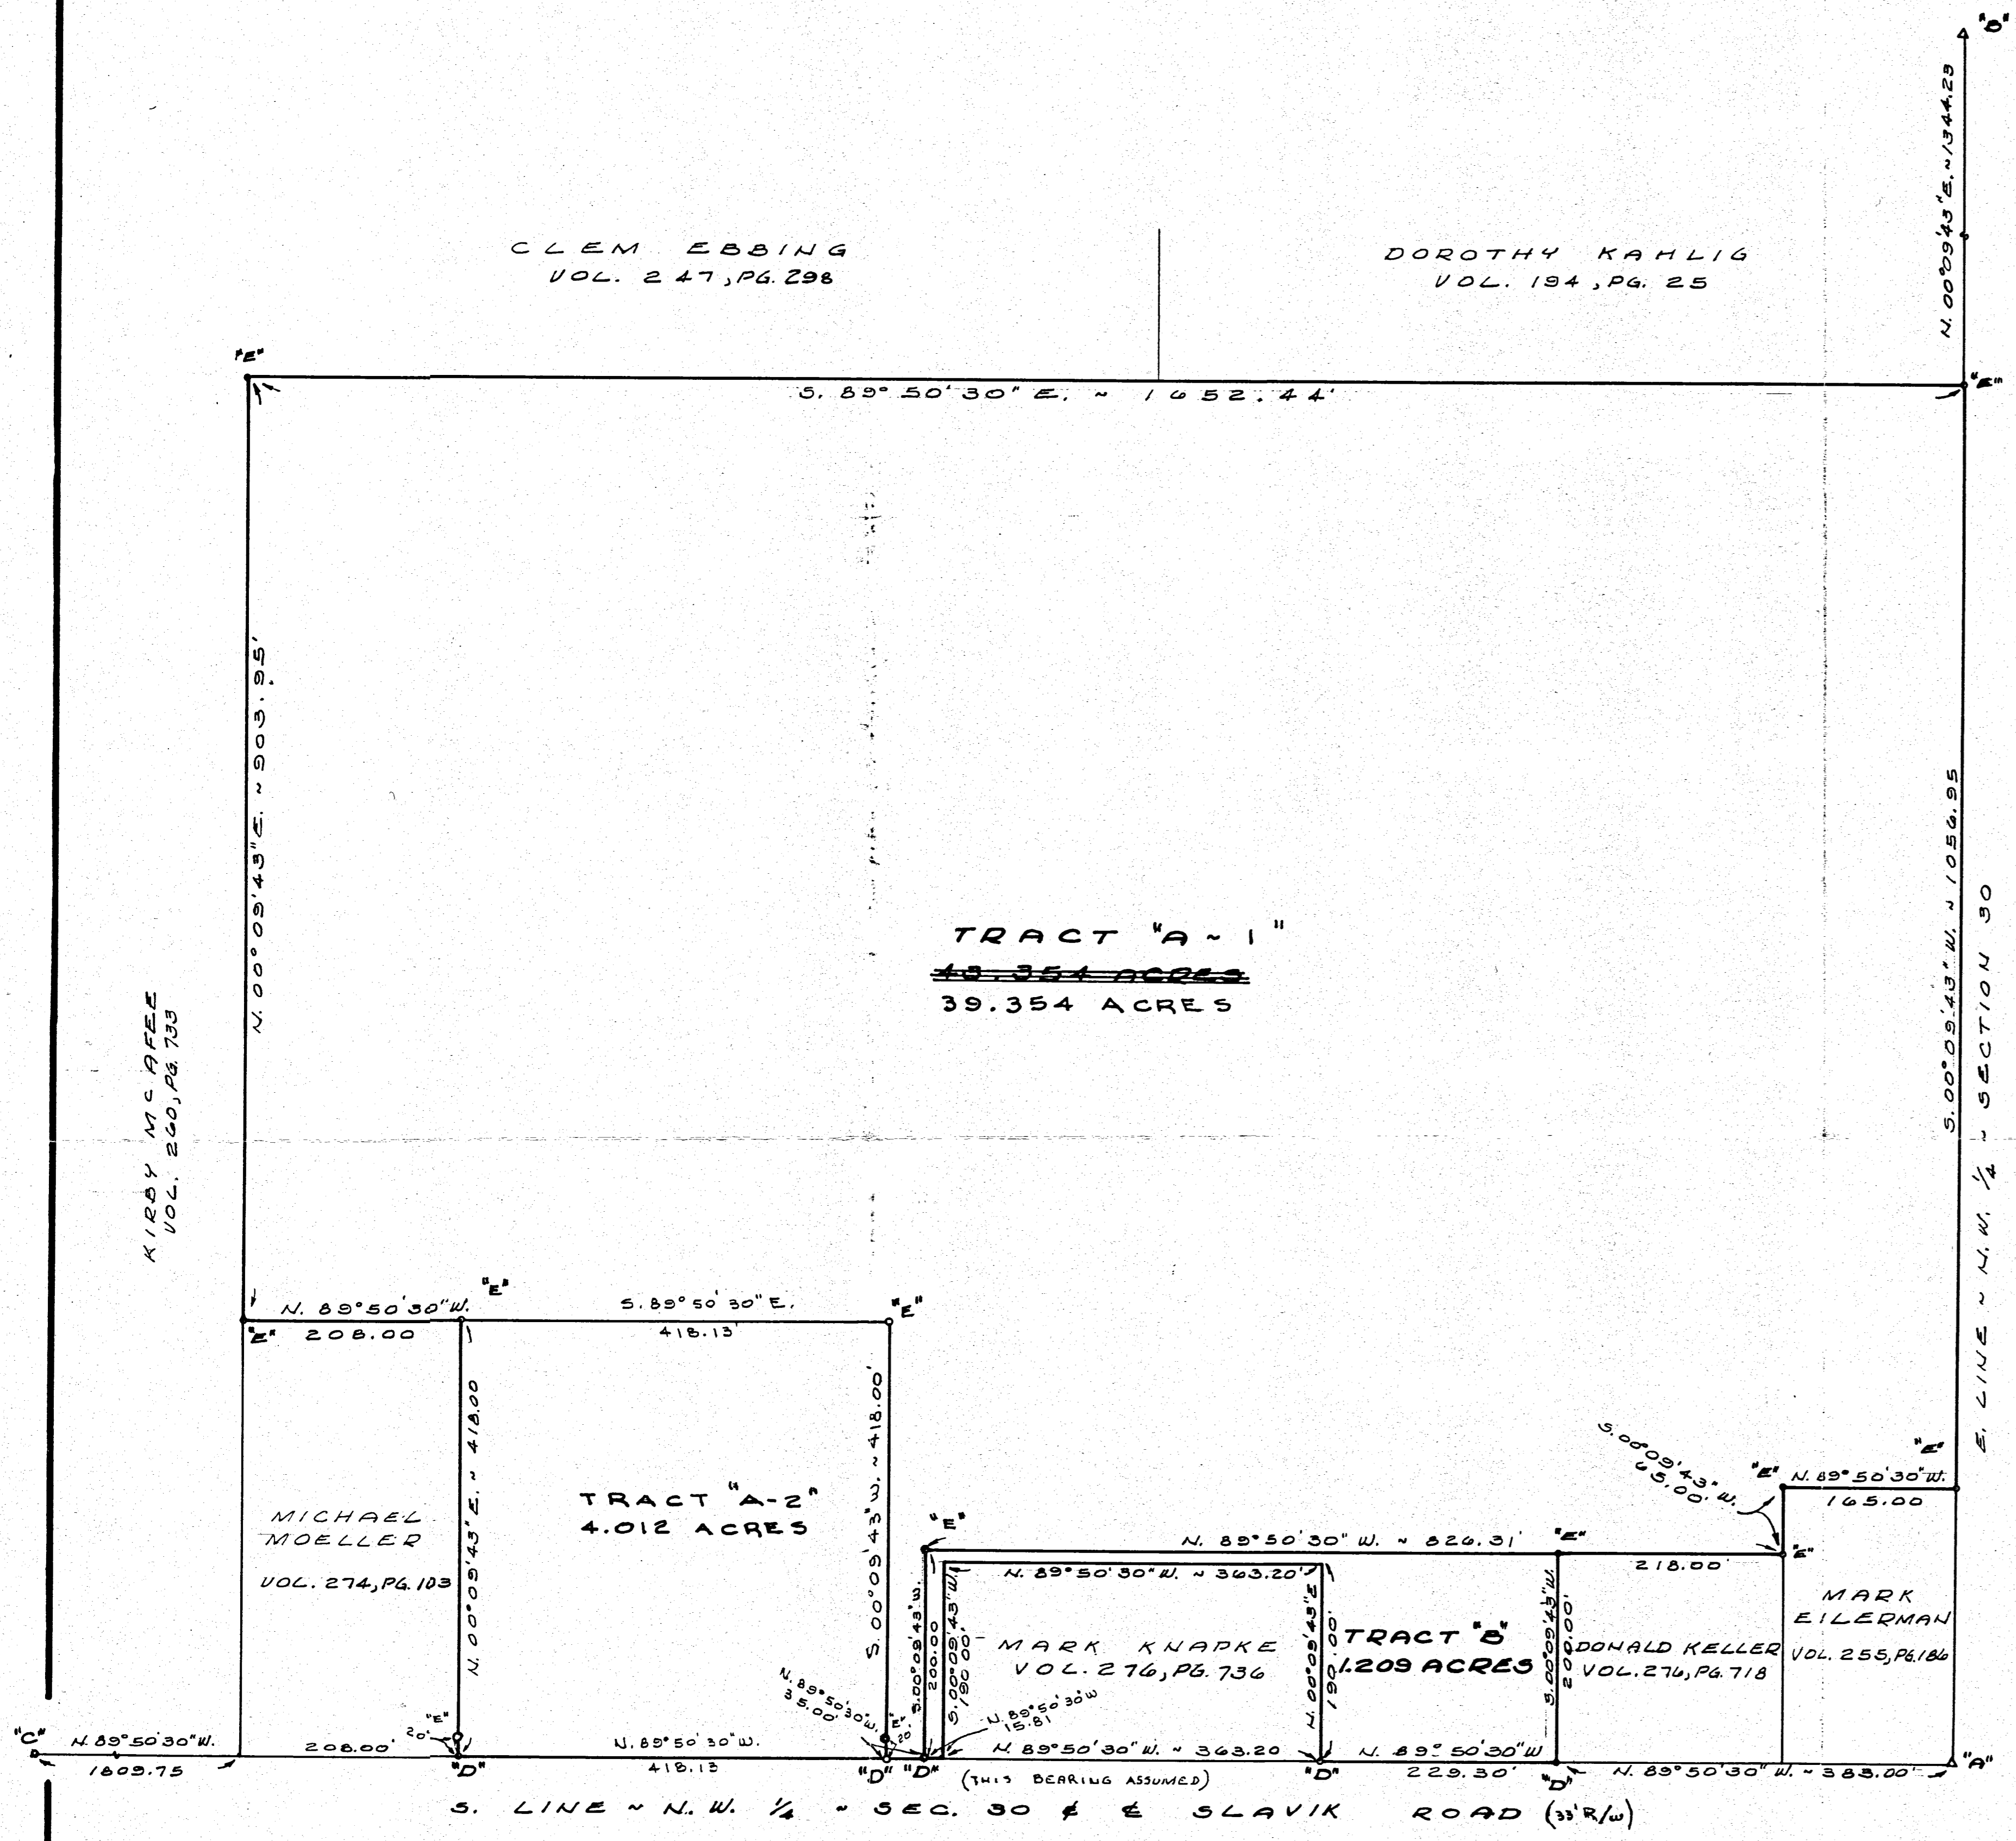 "B"
N. 00°09'43"E. ~ 1344.23
CLEM EBBING
VOL. 247, PG. 298
DOROTHY KAHLIG
VOL. 194, PG. 25
"E"
"E"
S. 89° 50' 30" E. ~ 1652.44'
N. 00° 09' 43" E. ~ 903.95'
S. 00° 09' 43" W. ~ 1056.95
TRACT "A~1"
43.354 ACRES
39.354 ACRES
E. LINE ~ N.W. 1/4 ~ SECTION 30
KIRBY McAFEE
VOL. 260, PG. 733
N. 89°50'30"W.
"E"
208.00
"E"
S. 89°50'30" E.
418.13'
"E"
N. 00°09'43" E. ~ 418.00
S. 00°09'43" W. ~ 418.00'
TRACT "A-2"
4.012 ACRES
MICHAEL
MOELLER
VOL. 274, PG. 103
S. 00°09'43" W.
65.00'
"E"
"E"
N. 89°50'30"W.
165.00
"E"
N. 89°50'30" W. ~ 826.31'
"E"
218.00'
"E"
N. 89°50'30"W. ~ 363.20'
S. 00°09'43"W.
200.00
S. 00°09'43"W.
190.00'
MARK KNAPKE
VOL. 276, PG. 736
N. 00°09'43"E
190.00'
TRACT "B"
1.209 ACRES
S. 00°09'43"W.
200.00'
DONALD KELLER
VOL. 276, PG. 718
MARK
EILERMAN
VOL. 255, PG. 186
N. 89°50'30"W.
35.00'
"E"
20'
N. 89°50'30"W
15.81
"E"
20'
"C"
N. 89°50'30"W.
1809.75
208.00'
"D"
N. 89°50'30"W.
418.13
"D"
"D"
N. 89°50'30"W. ~ 363.20
(THIS BEARING ASSUMED)
"D"
N. 89°50'30"W
229.30'
"D"
N. 89°50'30" W. ~ 383.00'
"A"
S. LINE ~ N.W. 1/4 ~ SEC. 30 & ℄ SLAVIK ROAD (33' R/W)